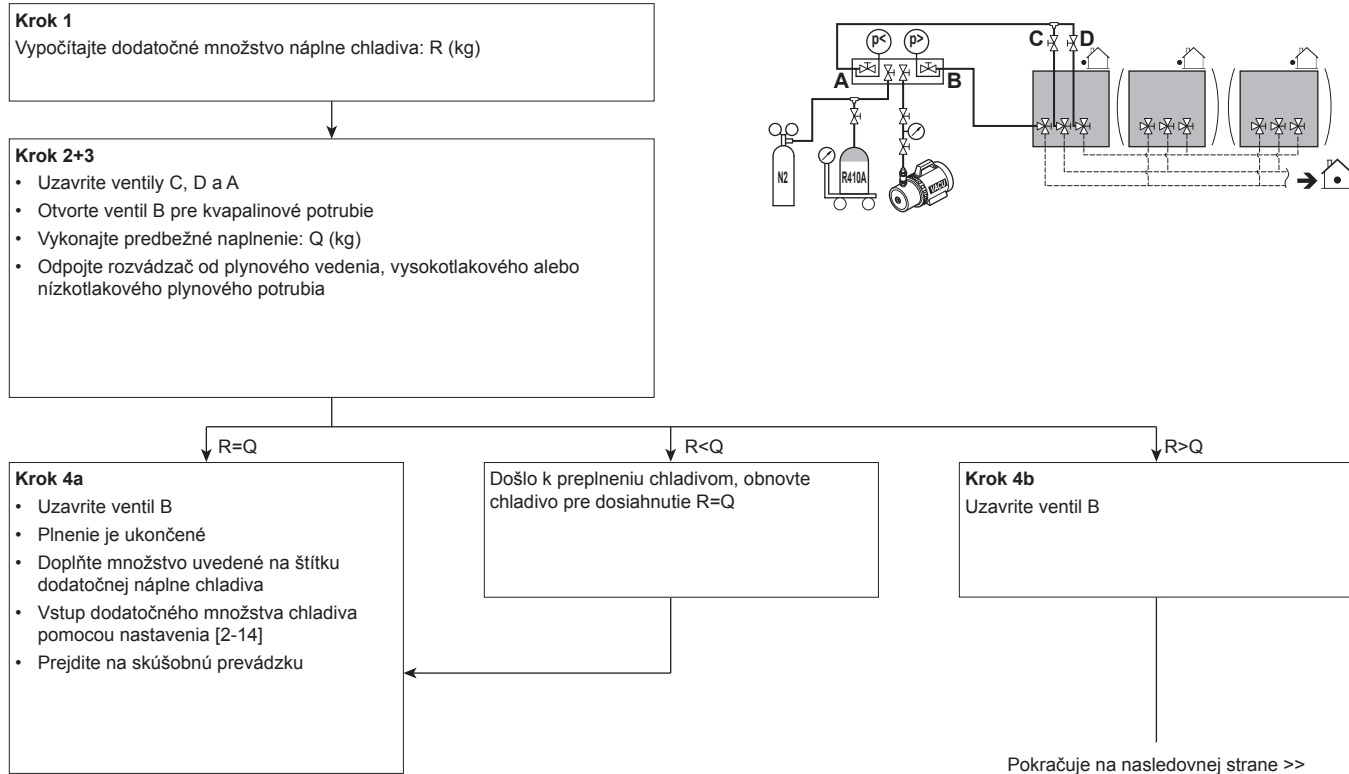 Krok 1
Vypočítajte dodatočné množstvo náplne chladiva: R (kg)
p<
p>
C
D
A
B
N2
R410A
VACU
Krok 2+3
• Uzavrite ventily C, D a A
• Otvorte ventil B pre kvapalinové potrubie
• Vykonajte predbežné naplnenie: Q (kg)
• Odpojte rozvádzač od plynového vedenia, vysokotlakového alebo
nízkotlakového plynového potrubia
R=Q
R<Q
R>Q
Krok 4a
• Uzavrite ventil B
• Plnenie je ukončené
• Doplňte množstvo uvedené na štítku
dodatočnej náplne chladiva
• Vstup dodatočného množstva chladiva
pomocou nastavenia [2-14]
• Prejdite na skúšobnú prevádzku
Došlo k preplneniu chladivom, obnovte
chladivo pre dosiahnutie R=Q
Krok 4b
Uzavrite ventil B
Pokračuje na nasledovnej strane >>